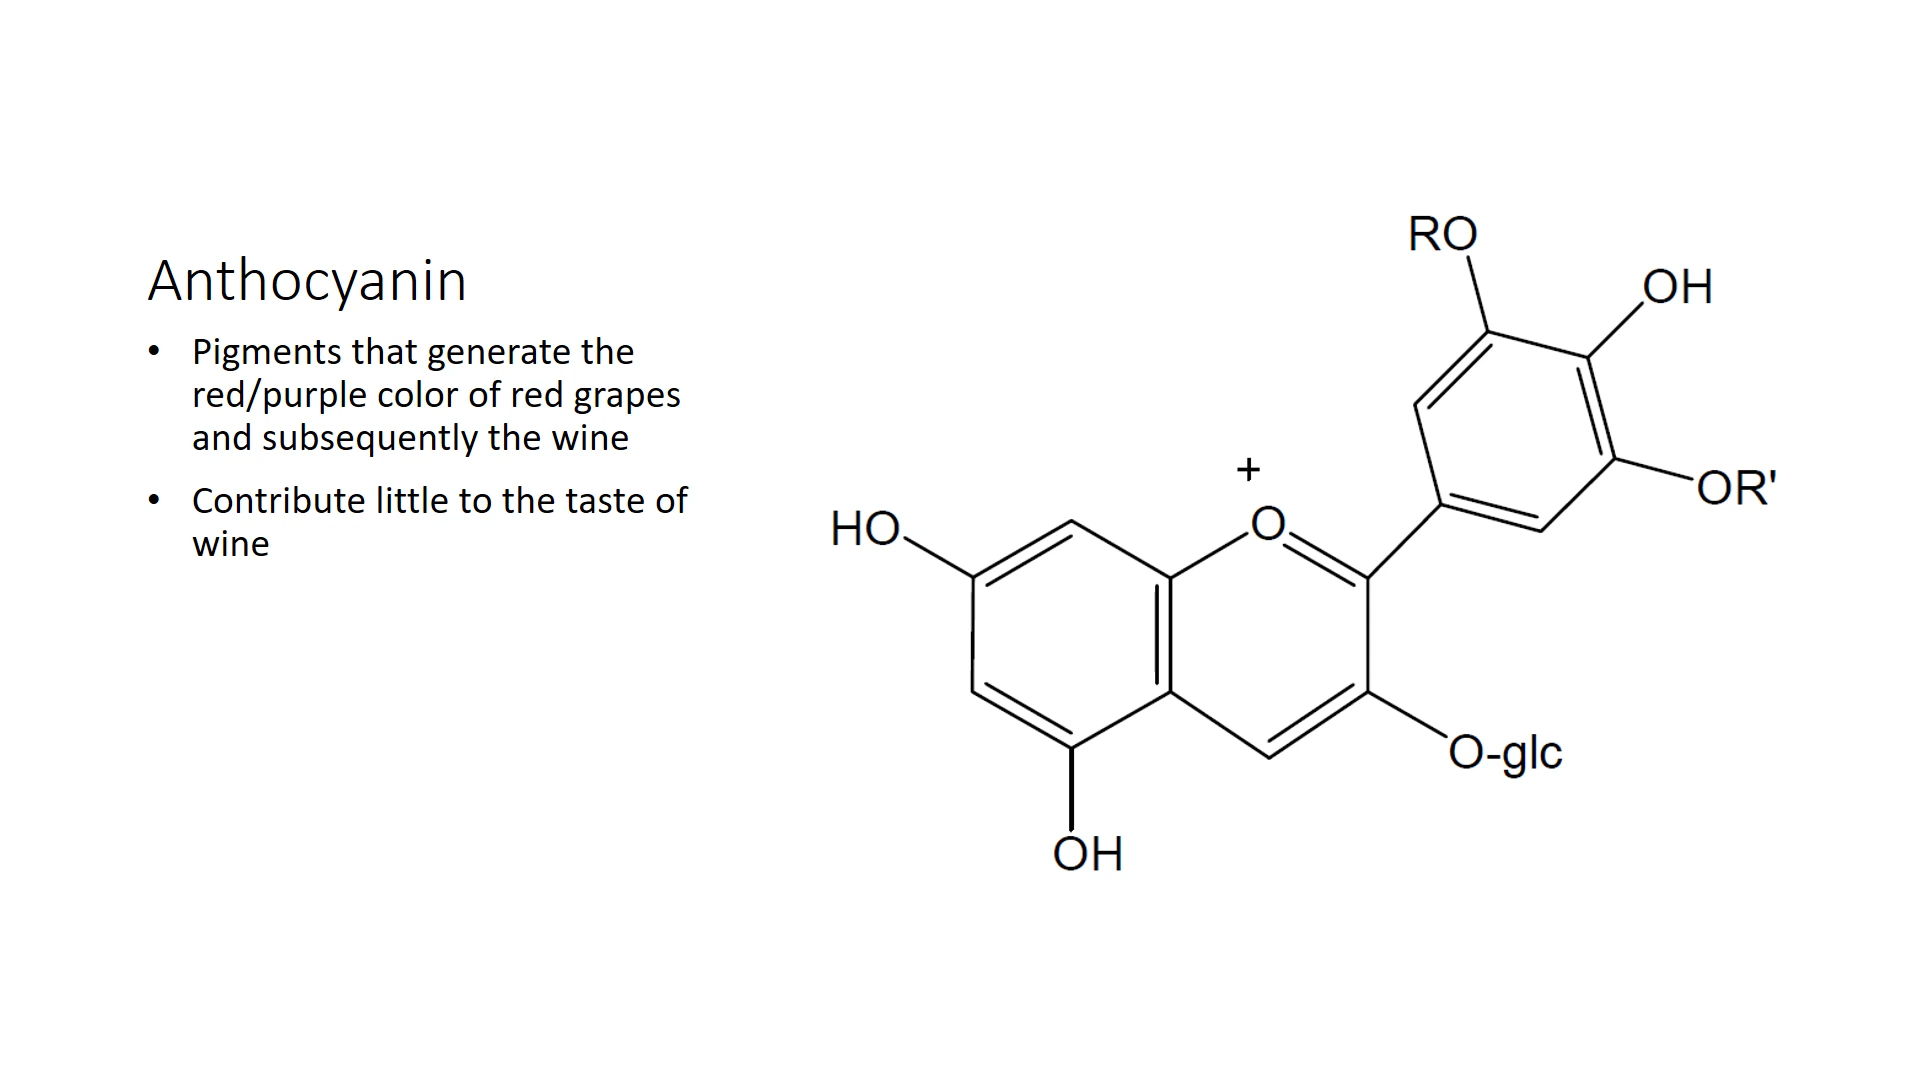 Anthocyanin
• Pigments that generate the
red/purple color of red grapes
and subsequently the wine
• Contribute little to the taste of
wine
RO
OH
OR'
+
O
HO
O-glc
OH